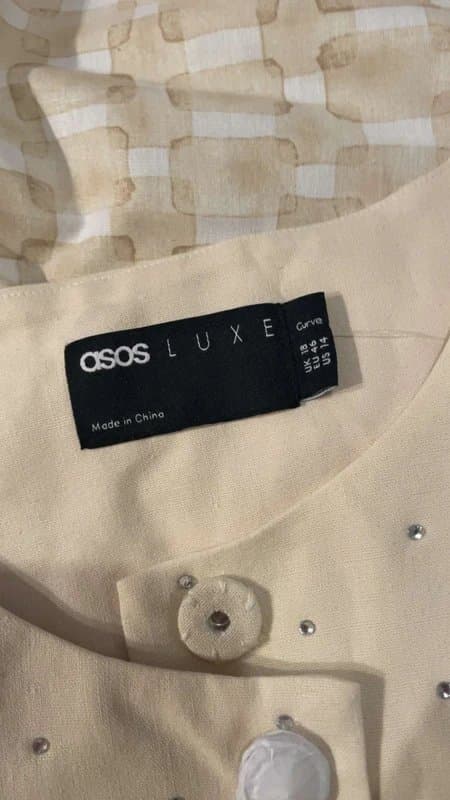 asos LUXE
Made in China
Curve
UK 18
EU 46
US 14